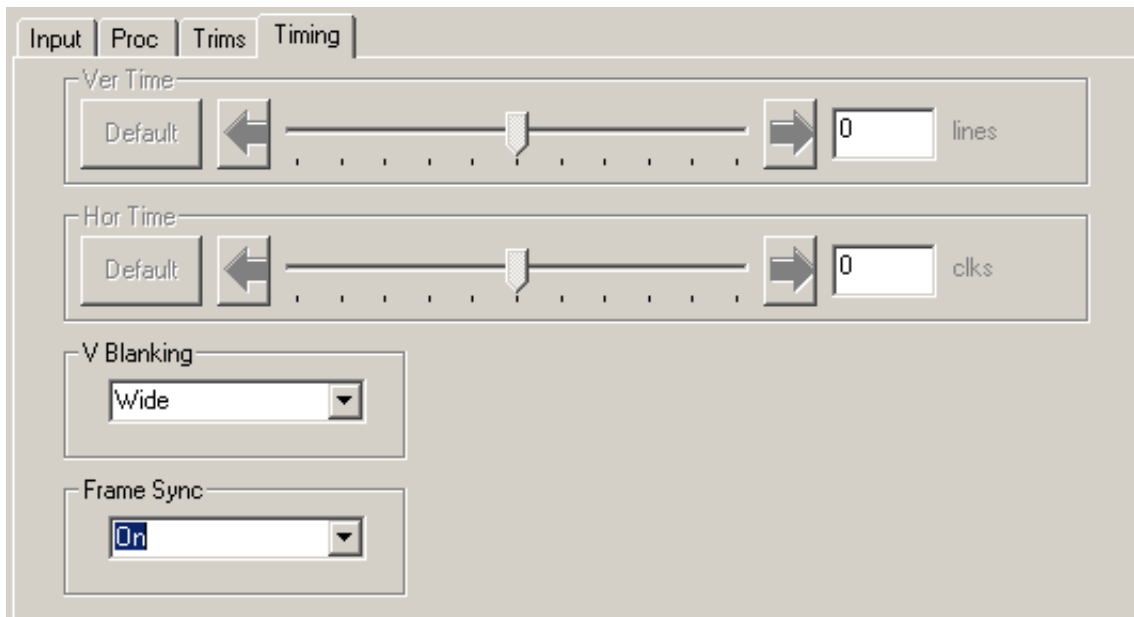 Input Proc Trims Timing
Ver Time
Default 0 lines
Hor Time
Default 0 clks
V Blanking
Wide
Frame Sync
On